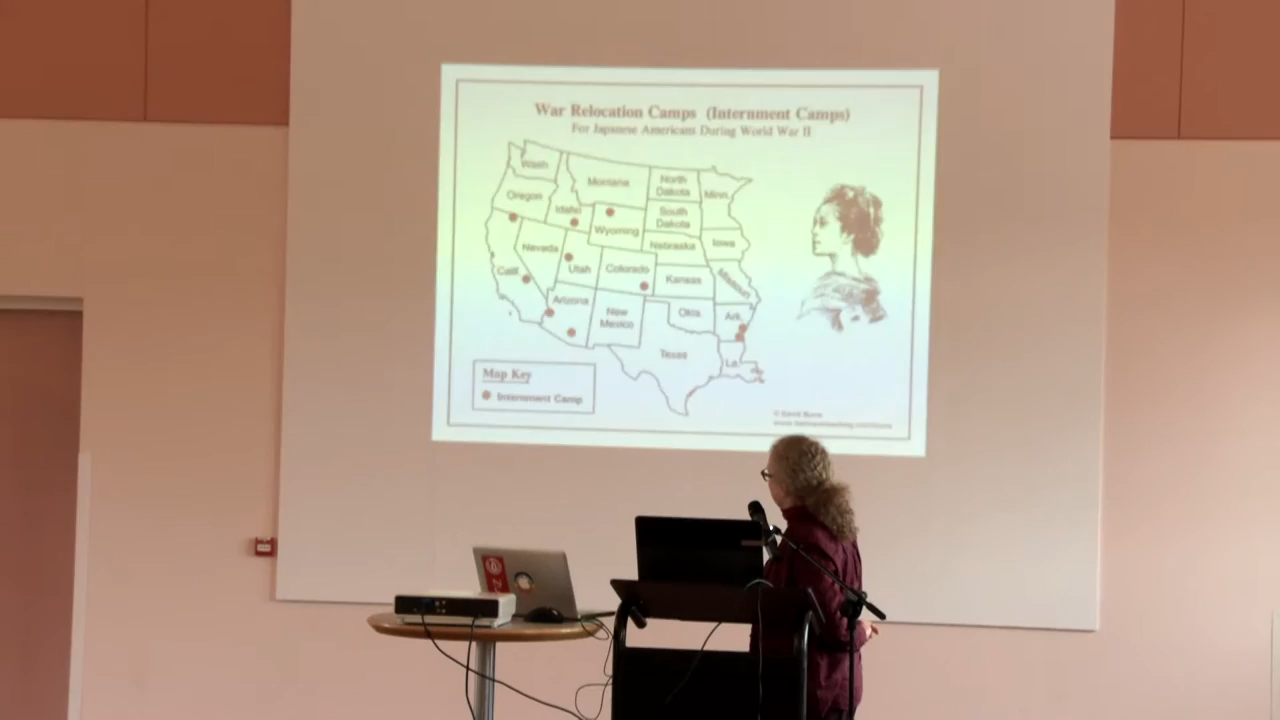 War Relocation Camps (Internment Camps)
For Japanese Americans During World War II
Wash
Montana
North
Dakota
Minn.
Oregon
Idaho
South
Dakota
Wyoming
Nebraska
Iowa
Nevada
Utah
Colorado
Kansas
Missouri
Calif.
Arizona
New
Mexico
Okla.
Ark.
Texas
La.
Map Key
Internment Camp